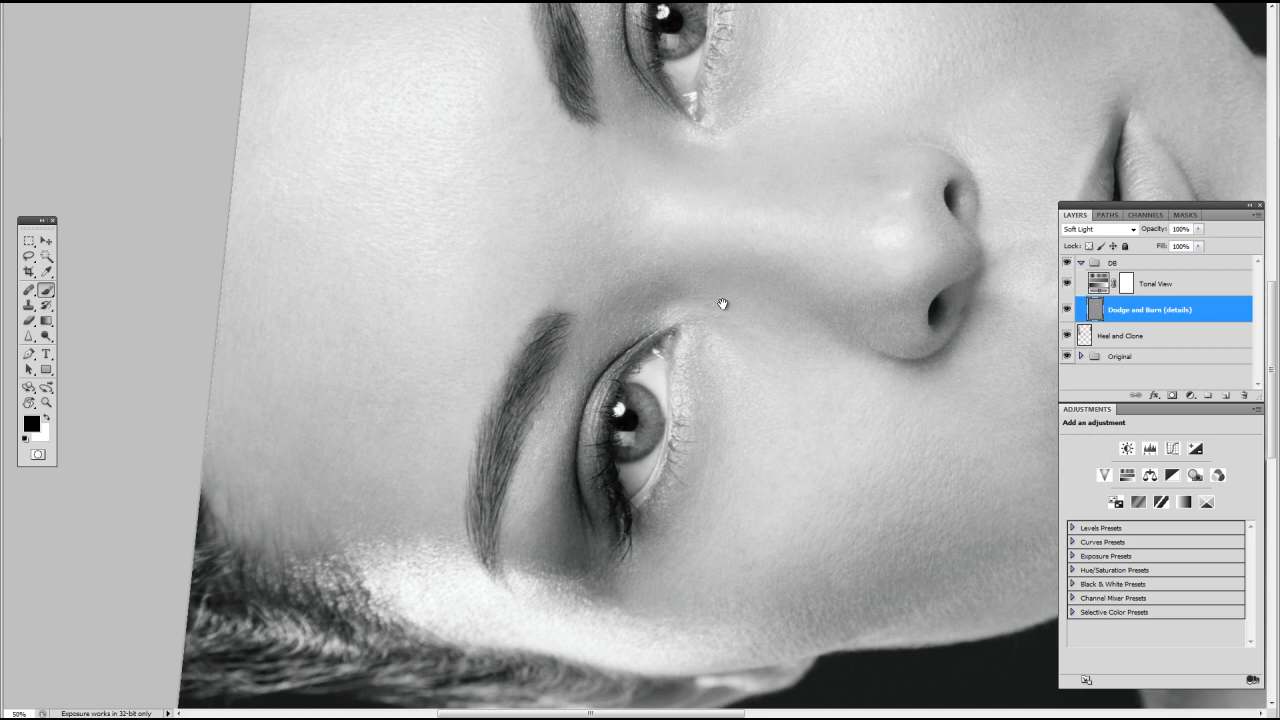 LAYERS PATHS CHANNELS MASKS
Soft Light Opacity: 100%
Lock: Fill: 100%
DB
Tonal View
Dodge and Burn (details)
Heal and Clone
Original
fx
ADJUSTMENTS
Add an adjustment
Levels Presets
Curves Presets
Exposure Presets
Hue/Saturation Presets
Black & White Presets
Channel Mixer Presets
Selective Color Presets
50% Exposure works in 32-bit only